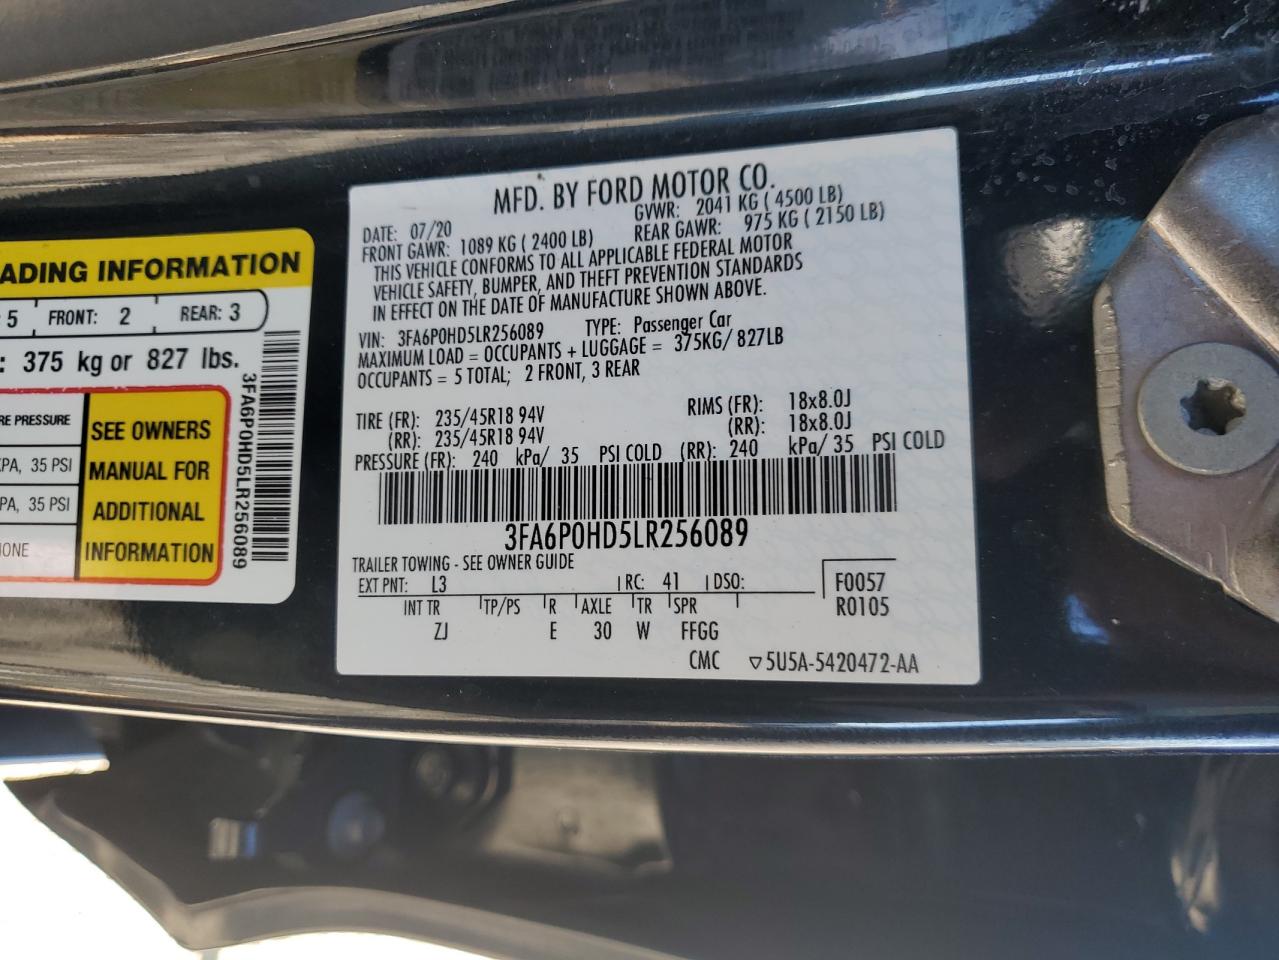 MFD. BY FORD MOTOR CO.
DATE: 07/20 GVWR: 2041 KG ( 4500 LB)
FRONT GAWR: 1089 KG ( 2400 LB) REAR GAWR: 975 KG ( 2150 LB)
THIS VEHICLE CONFORMS TO ALL APPLICABLE FEDERAL MOTOR
VEHICLE SAFETY, BUMPER, AND THEFT PREVENTION STANDARDS
IN EFFECT ON THE DATE OF MANUFACTURE SHOWN ABOVE.
VIN: 3FA6P0HD5LR256089 TYPE: Passenger Car
MAXIMUM LOAD = OCCUPANTS + LUGGAGE = 375KG/ 827LB
OCCUPANTS = 5 TOTAL; 2 FRONT, 3 REAR
TIRE (FR): 235/45R18 94V RIMS (FR): 18x8.0J
(RR): 235/45R18 94V (RR): 18x8.0J
PRESSURE (FR): 240 kPa/ 35 PSI COLD (RR): 240 kPa/ 35 PSI COLD
3FA6P0HD5LR256089
TRAILER TOWING - SEE OWNER GUIDE
EXT PNT: L3 RC: 41 DSO: F0057
R0105
INT TR TP/PS R AXLE TR SPR
ZJ E 30 W FFGG
CMC ▽5U5A-5420472-AA
ADING INFORMATION
5 FRONT: 2 REAR: 3
: 375 kg or 827 lbs.
RE PRESSURE
PA, 35 PSI
PA, 35 PSI
ONE
SEE OWNERS
MANUAL FOR
ADDITIONAL
INFORMATION
3FA6P0HD5LR256089